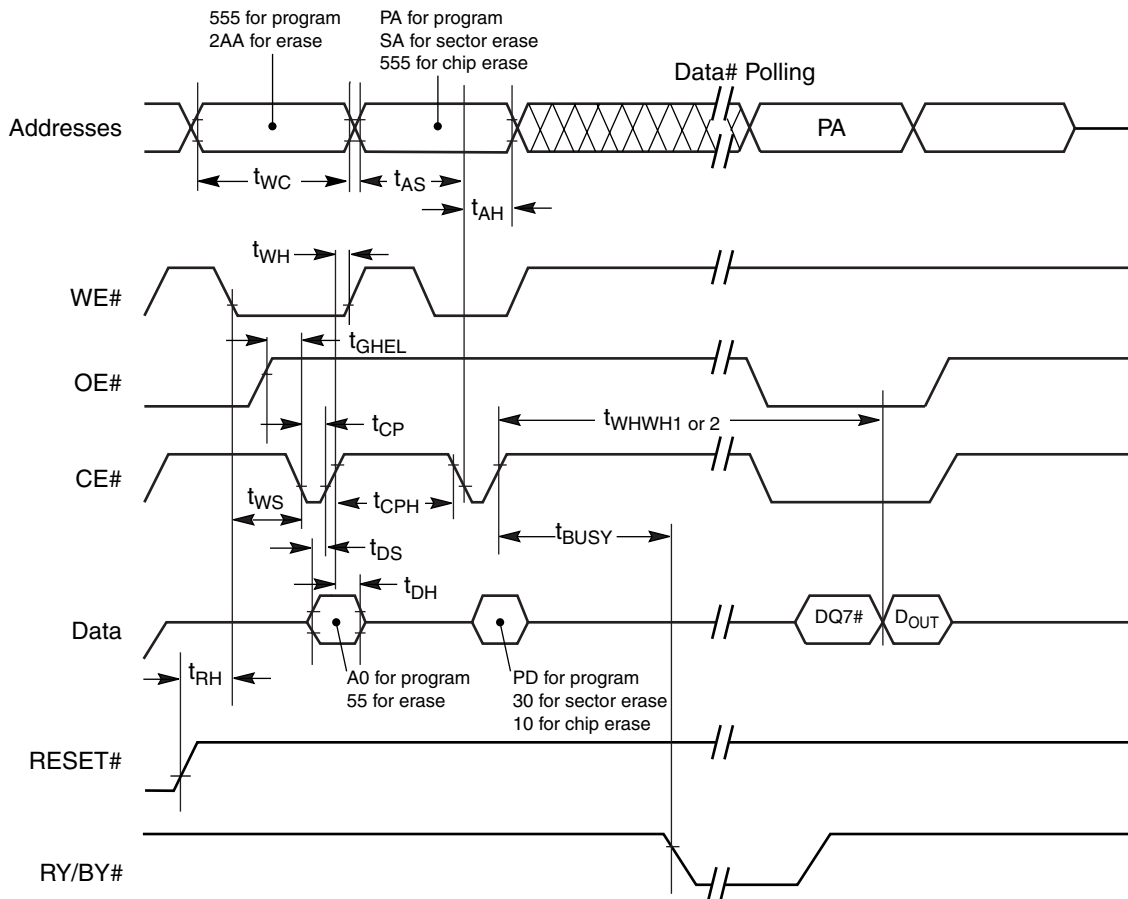 555 for program
2AA for erase
PA for program
SA for sector erase
555 for chip erase
Data# Polling
Addresses
PA
tWC
tAS
tAH
tWH
WE#
tGHEL
OE#
tWHWH1 or 2
tCP
CE#
tWS
tCPH
tBUSY
tDS
tDH
Data
DQ7#
DOUT
tRH
A0 for program
55 for erase
PD for program
30 for sector erase
10 for chip erase
RESET#
RY/BY#